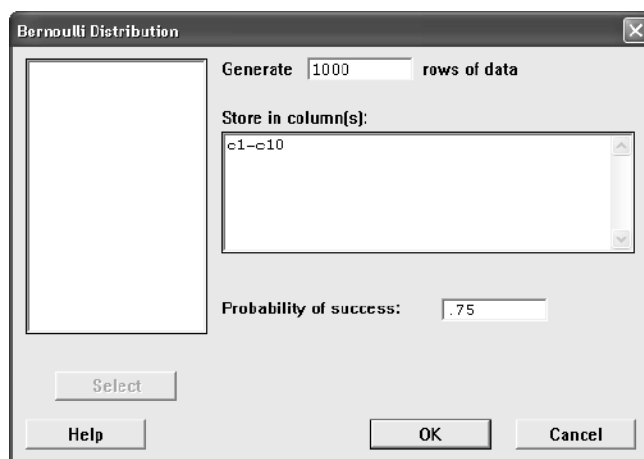 Bernoulli Distribution
Generate 1000 rows of data
Store in column(s):
c1-c10
Probability of success: .75
Select
Help OK Cancel